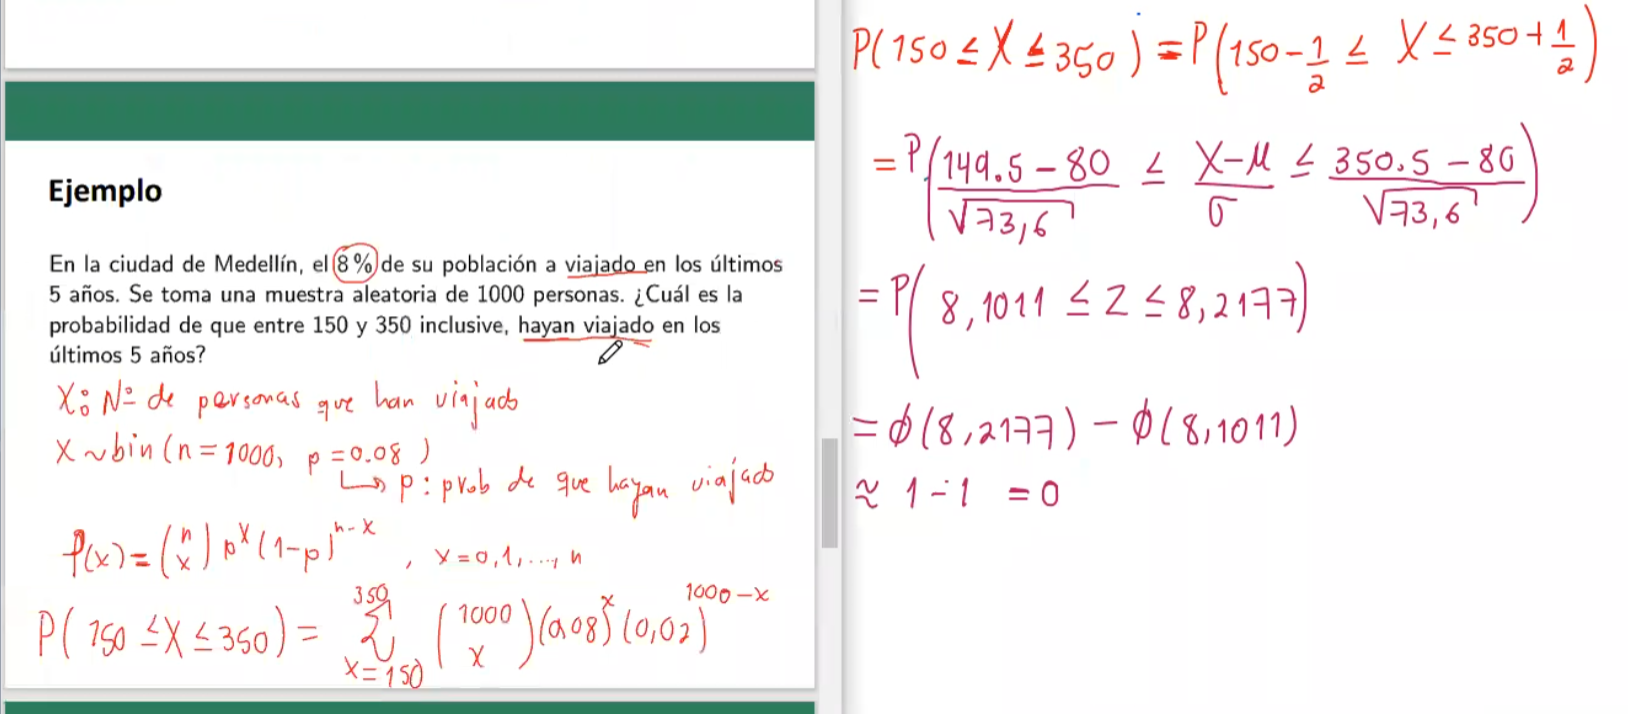 Ejemplo
En la ciudad de Medellín, el 8 % de su población a viajado en los últimos
5 años. Se toma una muestra aleatoria de 1000 personas. ¿Cuál es la
probabilidad de que entre 150 y 350 inclusive, hayan viajado en los
últimos 5 años?
X: Nº de personas que han viajado
X ~ bin (n = 1000, p = 0.08 )
↳ p : prob de que hayan viajado
f(x) = (n x) p^x (1-p)^{n-x} , x = 0, 1, ..., n
P( 150 ≤ X ≤ 350 ) = ∑_{x=150}^{350} (1000 x) (0,08)^x (0,02)^{1000-x}
P( 150 ≤ X ≤ 350 ) = P( 150 - 1/2 ≤ X ≤ 350 + 1/2 )
= P( (149.5 - 80)/√73,6 ≤ (X - μ)/σ ≤ (350.5 - 80)/√73,6 )
= P( 8,1011 ≤ Z ≤ 8,2177 )
= ϕ(8,2177) - ϕ(8,1011)
≈ 1 - 1 = 0